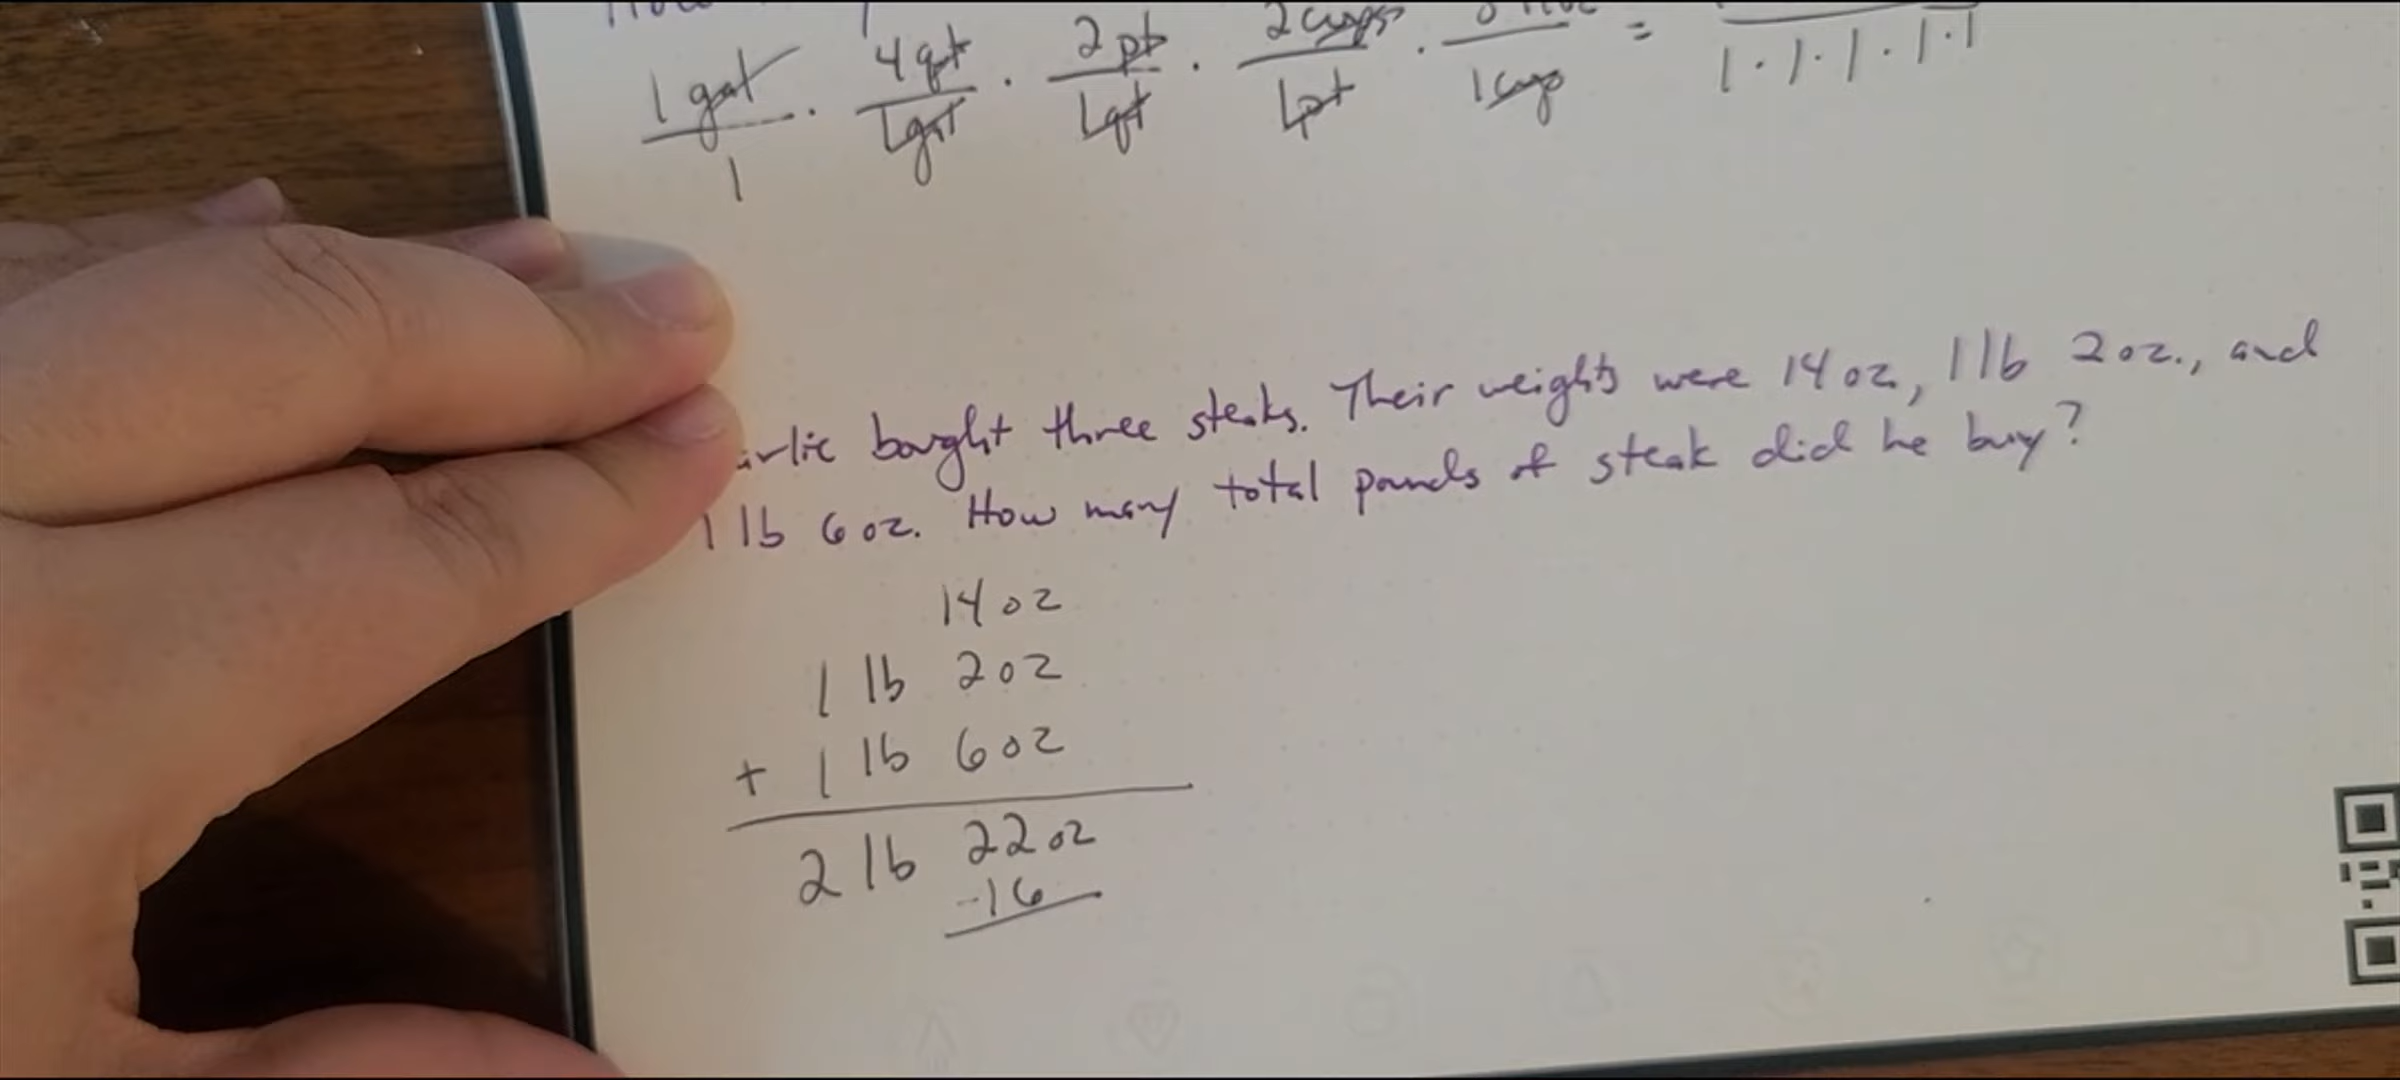 1 gal 4 qt 2 pt 2 cups
— · — · — · — · — =
1 1 gal 1 qt 1 pt 1 cup 1 · 1 · 1 · 1 · 1
bought three steaks. Their weights were 14 oz, 1 lb 2 oz., and
1 lb 6 oz. How many total pounds of steak did he buy?
14 oz
1 lb 2 oz
+ 1 lb 6 oz
2 lb 22 oz
-16